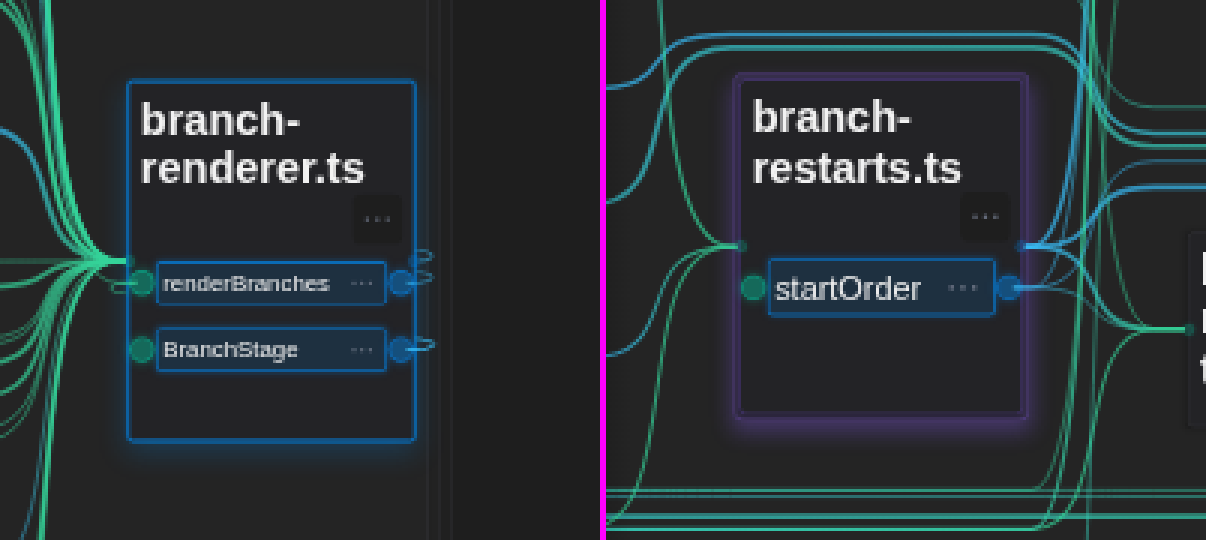 branch-
renderer.ts
...
renderBranches ...
BranchStage ...
branch-
restarts.ts
...
startOrder ...